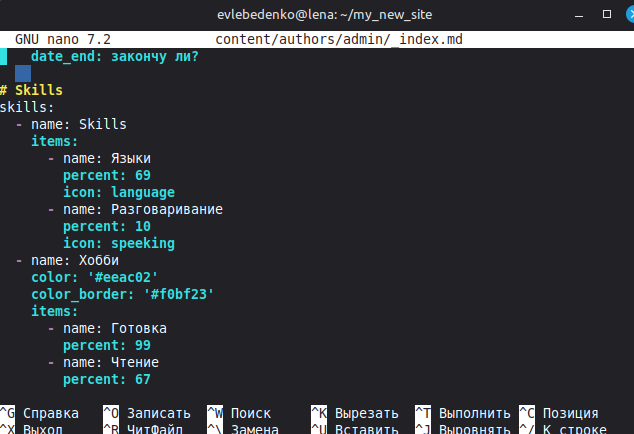 evlebedenko@lena: ~/my_new_site
GNU nano 7.2 content/authors/admin/_index.md
date_end: закончу ли?
# Skills
skills:
- name: Skills
items:
- name: Языки
percent: 69
icon: language
- name: Разговаривание
percent: 10
icon: speeking
- name: Хобби
color: '#eeac02'
color_border: '#f0bf23'
items:
- name: Готовка
percent: 99
- name: Чтение
percent: 67
^G Справка ^O Записать ^W Поиск ^K Вырезать ^T Выполнить ^C Позиция
^X Выход ^R ЧитФайл ^\ Замена ^U Вставить ^J Выровнять ^/ К строке